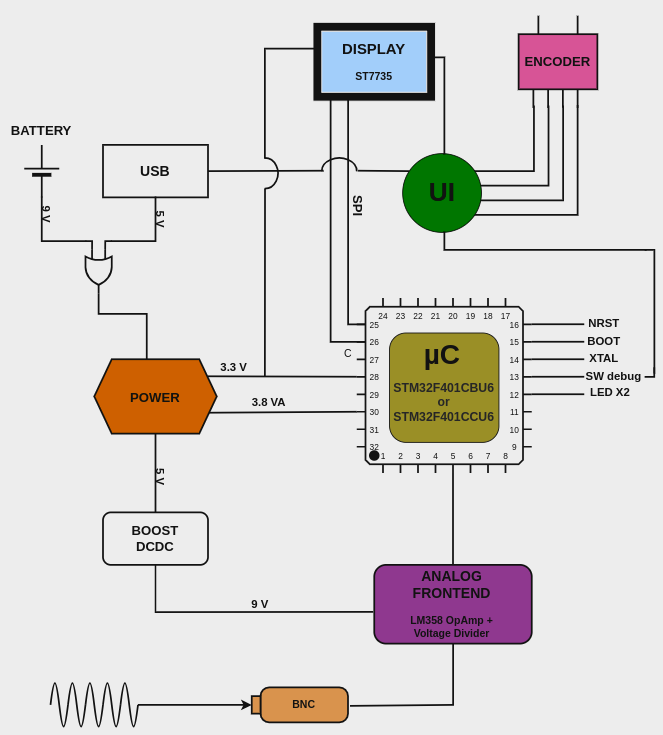 DISPLAY
ST7735
ENCODER
BATTERY
USB
UI
9 V
5 V
SPI
24 23 22 21 20 19 18 17
25
26
27
28
29
30
31
32
C
µC
STM32F401CBU6
or
STM32F401CCU6
16
15
14
13
12
11
10
9
NRST
BOOT
XTAL
SW debug
LED X2
1 2 3 4 5 6 7 8
3.3 V
3.8 VA
POWER
5 V
BOOST
DCDC
9 V
ANALOG
FRONTEND
LM358 OpAmp +
Voltage Divider
BNC